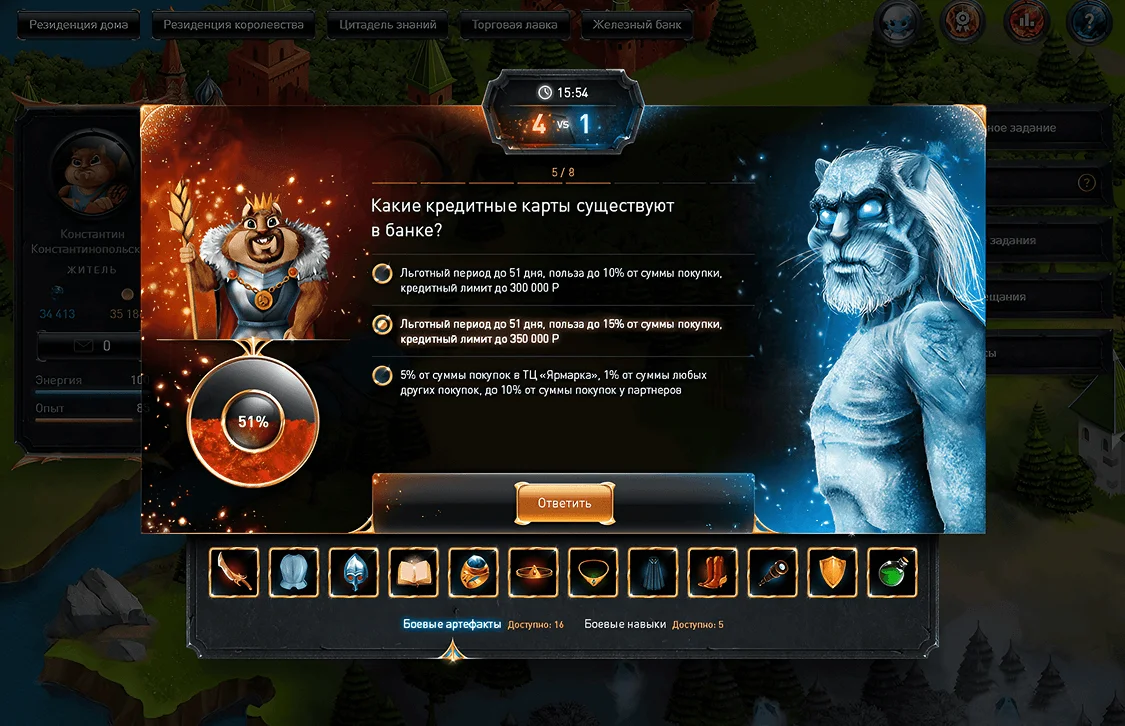 Резиденция дома
Резиденция королевства
Цитадель знаний
Торговая лавка
Железный банк
?
15:54
4 vs 1
5 / 8
Какие кредитные карты существуют
в банке?
Льготный период до 51 дня, польза до 10% от суммы покупки,
кредитный лимит до 300 000 Р
Льготный период до 51 дня, польза до 15% от суммы покупки,
кредитный лимит до 350 000 Р
5% от суммы покупок в ТЦ «Ярмарка», 1% от суммы любых
других покупок, до 10% от суммы покупок у партнеров
51%
Ответить
Константин
Константинопольск
ЖИТЕЛЬ
34 413
35 18
0
Энергия
10
Опыт
8
ное задание
?
задания
ещания
Боевые артефакты Доступно: 16
Боевые навыки Доступно: 5